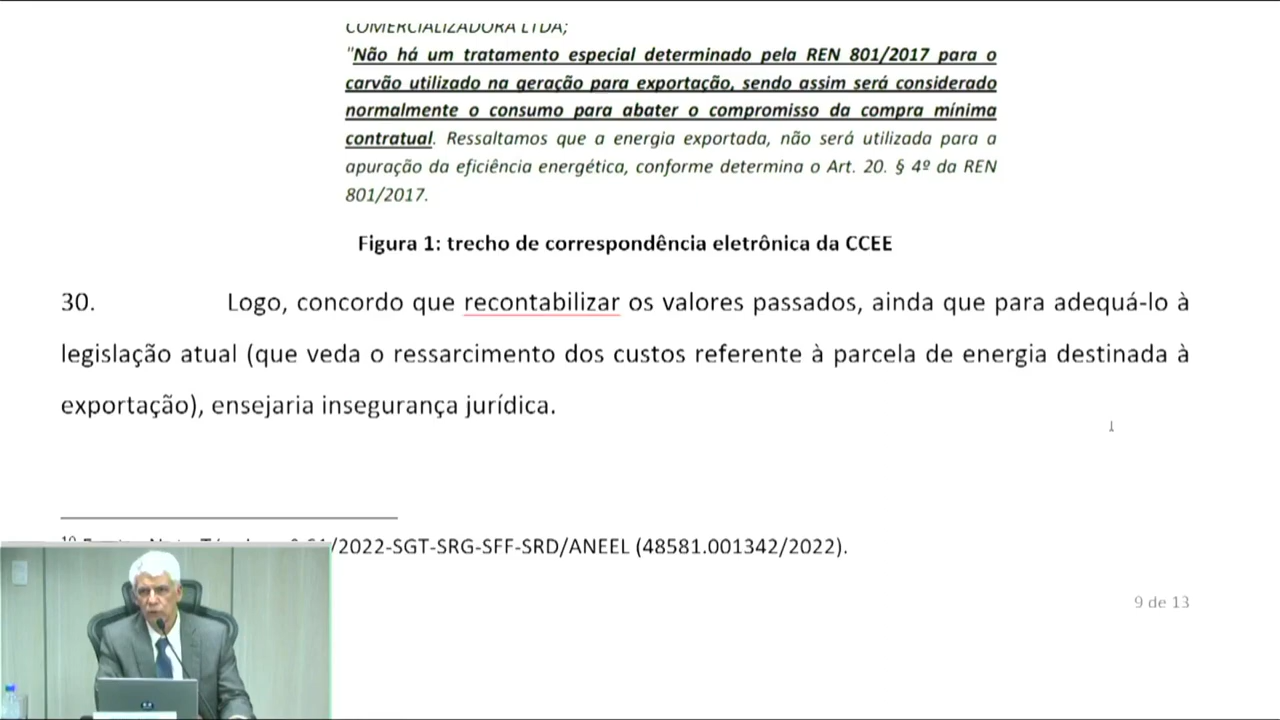 COMERCIALIZADORA LTDA;
"Não há um tratamento especial determinado pela REN 801/2017 para o
carvão utilizado na geração para exportação, sendo assim será considerado
normalmente o consumo para abater o compromisso da compra mínima
contratual. Ressaltamos que a energia exportada, não será utilizada para a
apuração da eficiência energética, conforme determina o Art. 20. § 4º da REN
801/2017.
Figura 1: trecho de correspondência eletrônica da CCEE
30. Logo, concordo que recontabilizar os valores passados, ainda que para adequá-lo à
legislação atual (que veda o ressarcimento dos custos referente à parcela de energia destinada à
exportação), ensejaria insegurança jurídica.
/2022-SGT-SRG-SFF-SRD/ANEEL (48581.001342/2022).
9 de 13